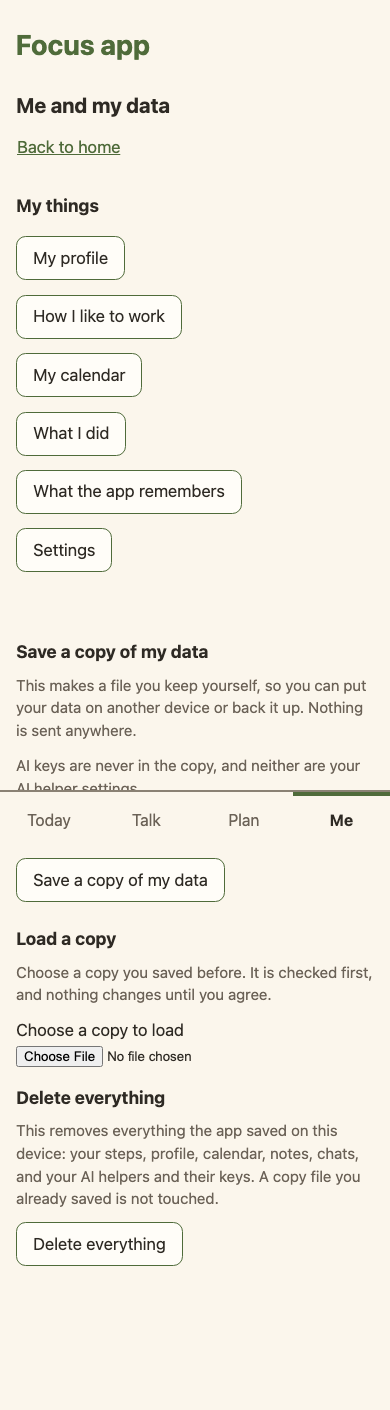 Focus app
Me and my data
Back to home
My things
My profile
How I like to work
My calendar
What I did
What the app remembers
Settings
Save a copy of my data
This makes a file you keep yourself, so you can put
your data on another device or back it up. Nothing
is sent anywhere.
AI keys are never in the copy, and neither are your
AI helper settings.
Today
Talk
Plan
Me
Save a copy of my data
Load a copy
Choose a copy you saved before. It is checked first,
and nothing changes until you agree.
Choose a copy to load
Choose File No file chosen
Delete everything
This removes everything the app saved on this
device: your steps, profile, calendar, notes, chats,
and your AI helpers and their keys. A copy file you
already saved is not touched.
Delete everything